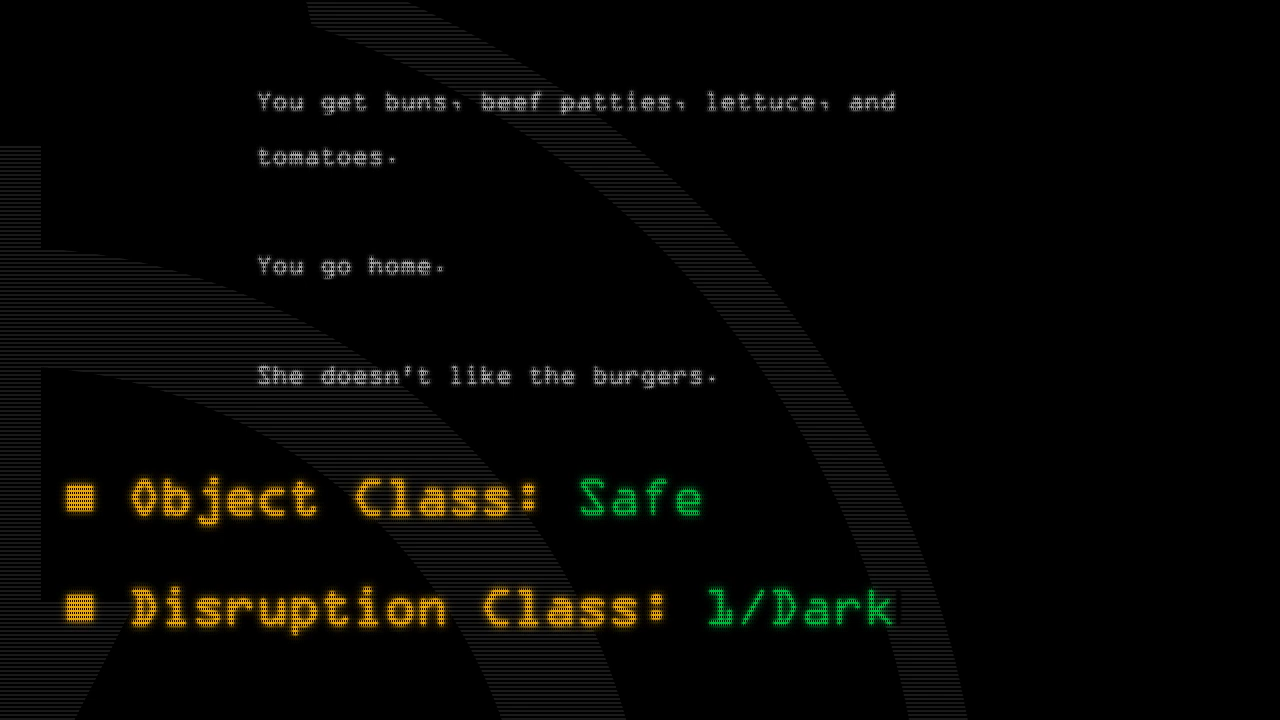 You get buns, beef patties, lettuce, and
tomatoes.
You go home.
She doesn't like the burgers.
■ Object Class: Safe
■ Disruption Class: 1/Dark